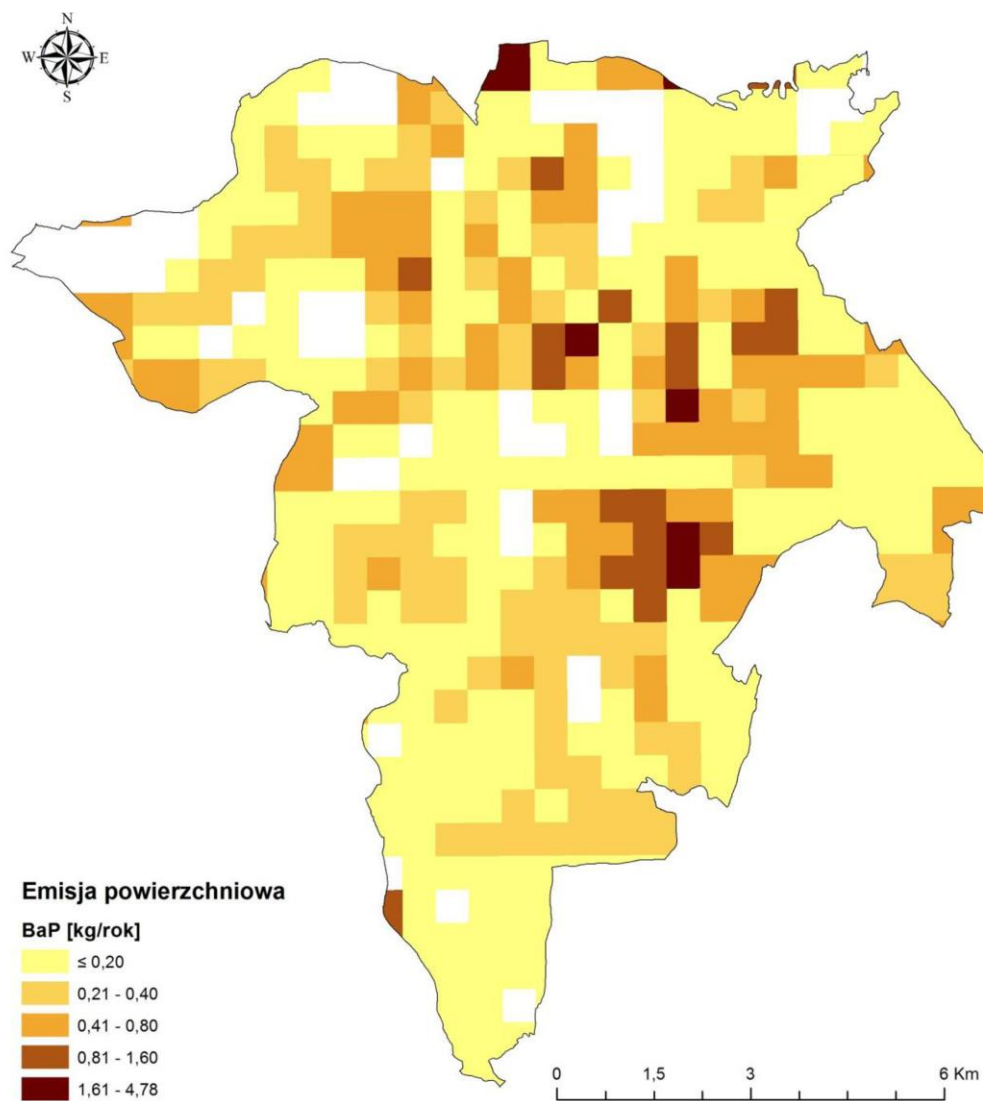 N
W E
S
Emisja powierzchniowa
BaP [kg/rok]
≤ 0,20
0,21 - 0,40
0,41 - 0,80
0,81 - 1,60
1,61 - 4,78
0 1,5 3 6 Km